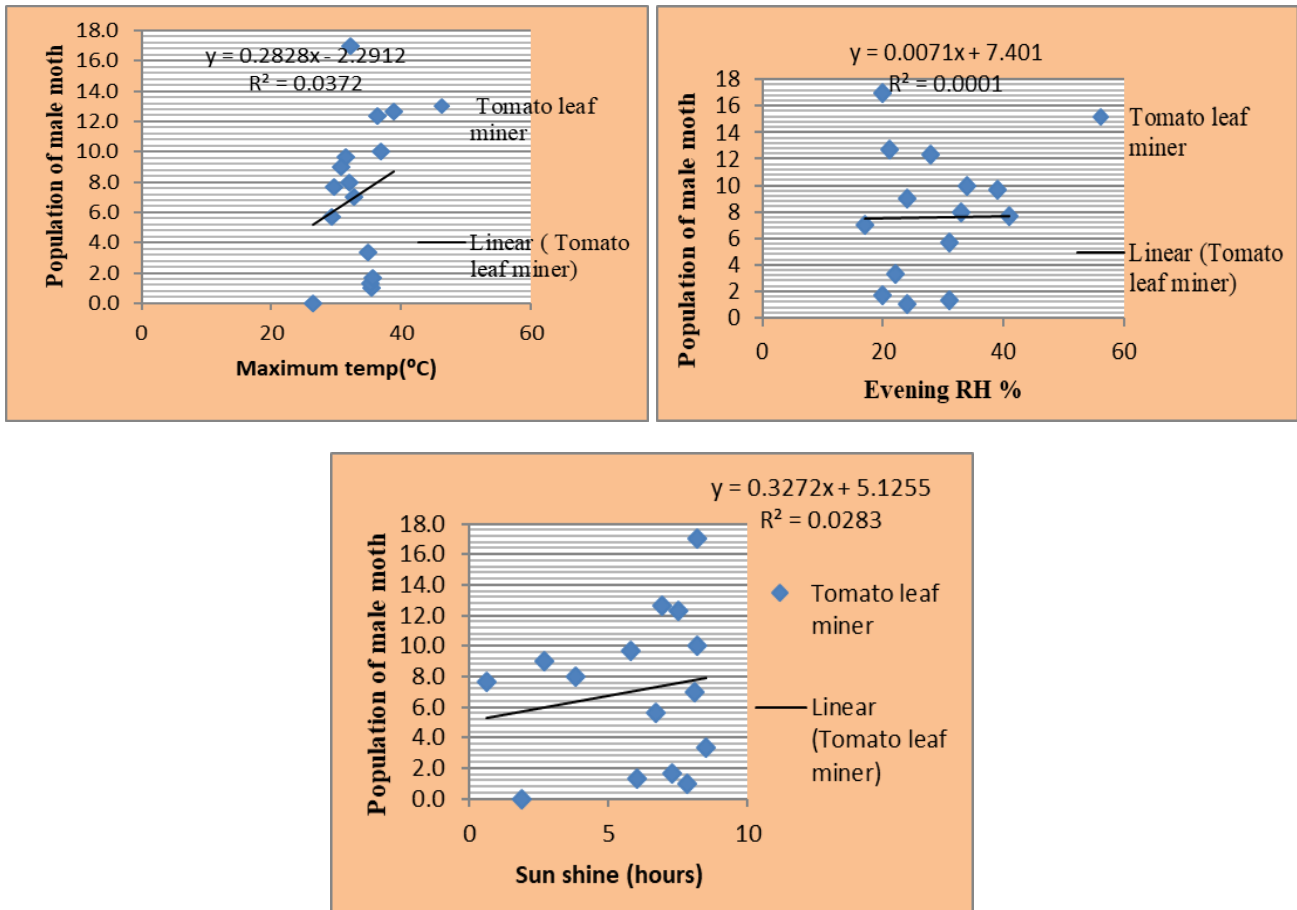 Population of male moth
18.0
16.0
14.0
12.0
10.0
8.0
6.0
4.0
2.0
0.0
y = 0.2828x - 2.2912
R² = 0.0372
Tomato leaf
miner
Linear ( Tomato
leaf miner)
0 20 40 60
Maximum temp(⁰C)
Population of male moth
y = 0.0071x + 7.401
R² = 0.0001
18
16
14
12
10
8
6
4
2
0
Tomato leaf
miner
Linear (Tomato
leaf miner)
0 20 40 60
Evening RH %
Population of male moth
y = 0.3272x + 5.1255
R² = 0.0283
18.0
16.0
14.0
12.0
10.0
8.0
6.0
4.0
2.0
0.0
Tomato leaf
miner
Linear
(Tomato leaf
miner)
0 5 10
Sun shine (hours)